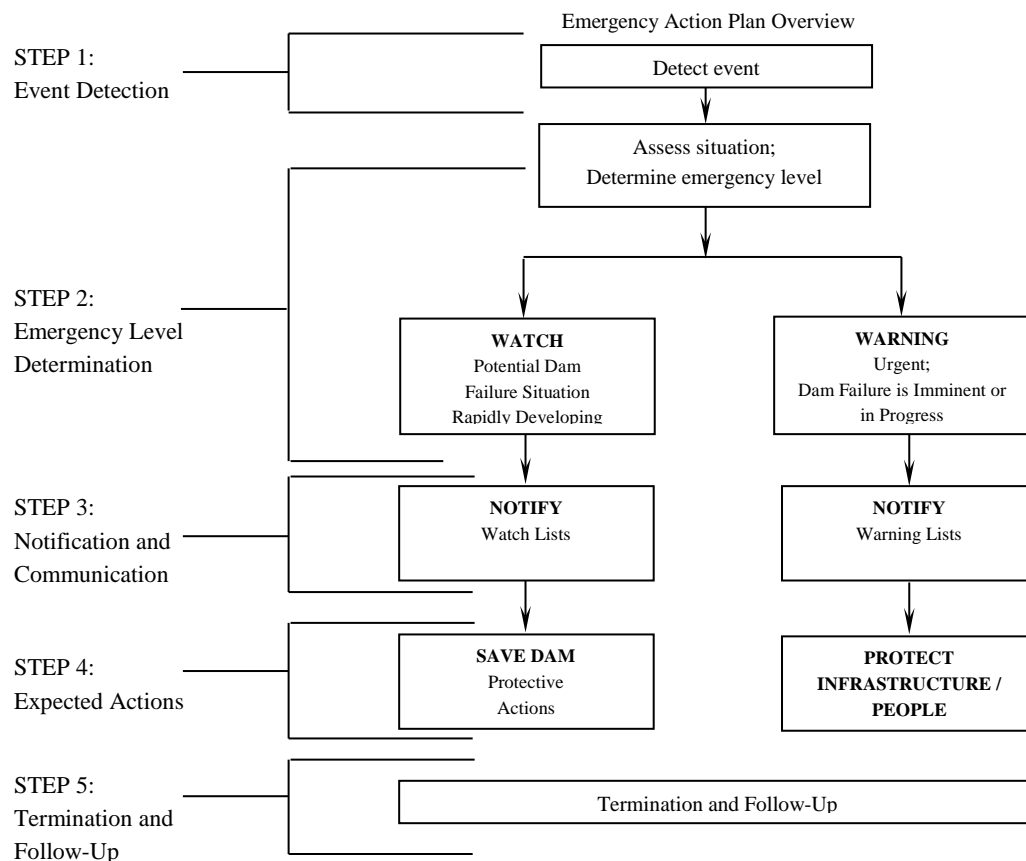 Emergency Action Plan Overview
STEP 1:
Event Detection
Detect event
Assess situation;
Determine emergency level
STEP 2:
Emergency Level
Determination
WATCH
Potential Dam
Failure Situation
Rapidly Developing
WARNING
Urgent;
Dam Failure is Imminent or
in Progress
STEP 3:
Notification and
Communication
NOTIFY
Watch Lists
NOTIFY
Warning Lists
STEP 4:
Expected Actions
SAVE DAM
Protective
Actions
PROTECT
INFRASTRUCTURE /
PEOPLE
STEP 5:
Termination and
Follow-Up
Termination and Follow-Up